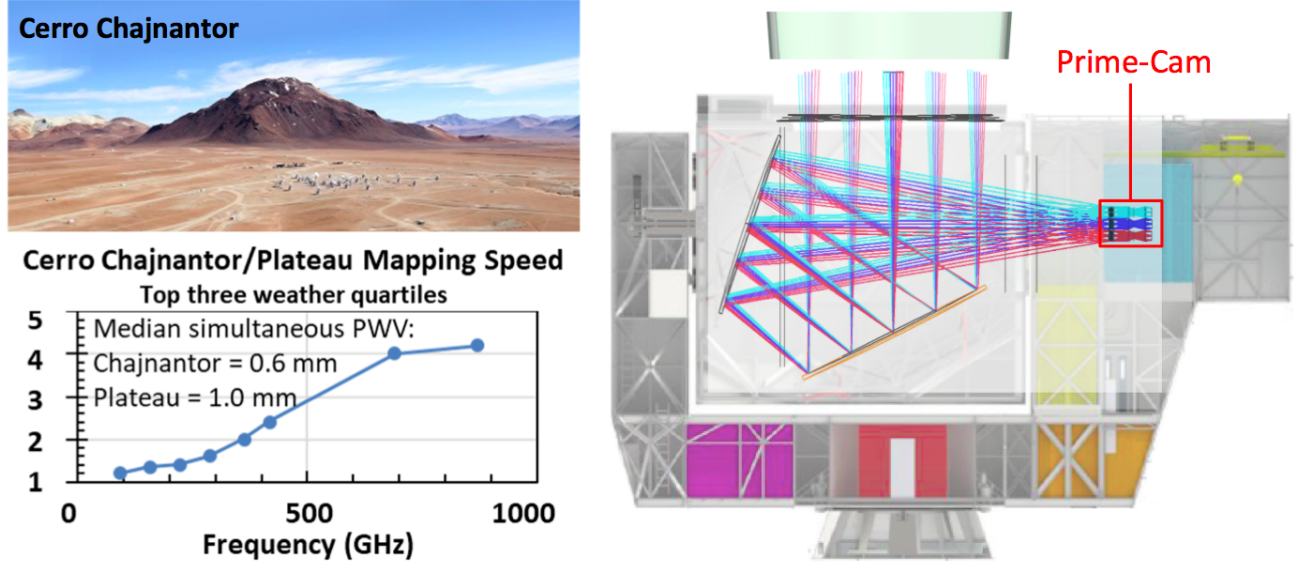 Cerro Chajnantor
Prime-Cam
Cerro Chajnantor/Plateau Mapping Speed
Top three weather quartiles
5
4
3
2
1
Median simultaneous PWV:
Chajnantor = 0.6 mm
Plateau = 1.0 mm
0
500
1000
Frequency (GHz)